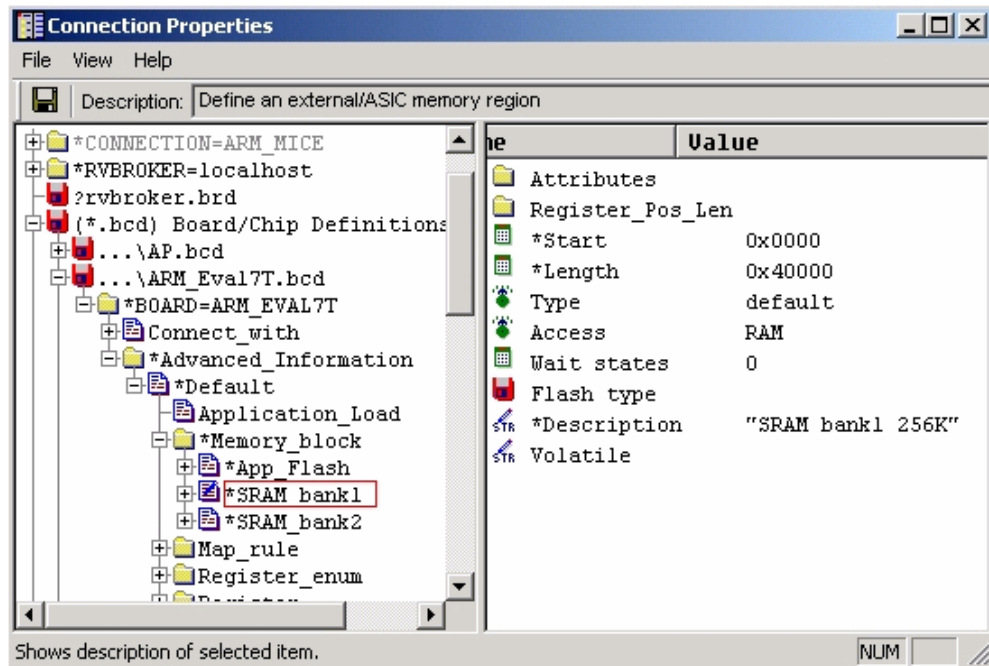 Connection Properties
File View Help
Description: Define an external/ASIC memory region
*CONNECTION=ARM_MICE
*RVBROKER=localhost
?rvbroker.brd
(*.bcd) Board/Chip Definitions
...\AP.bcd
...\ARM_Eval7T.bcd
*BOARD=ARM_EVAL7T
Connect_with
*Advanced_Information
*Default
Application_Load
*Memory_block
*App_Flash
*SRAM_bank1
*SRAM_bank2
Map_rule
Register_enum
Value
Attributes
Register_Pos_Len
*Start 0x0000
*Length 0x40000
Type default
Access RAM
Wait states 0
Flash type
STR *Description "SRAM bank1 256K"
STR Volatile
Shows description of selected item.
NUM